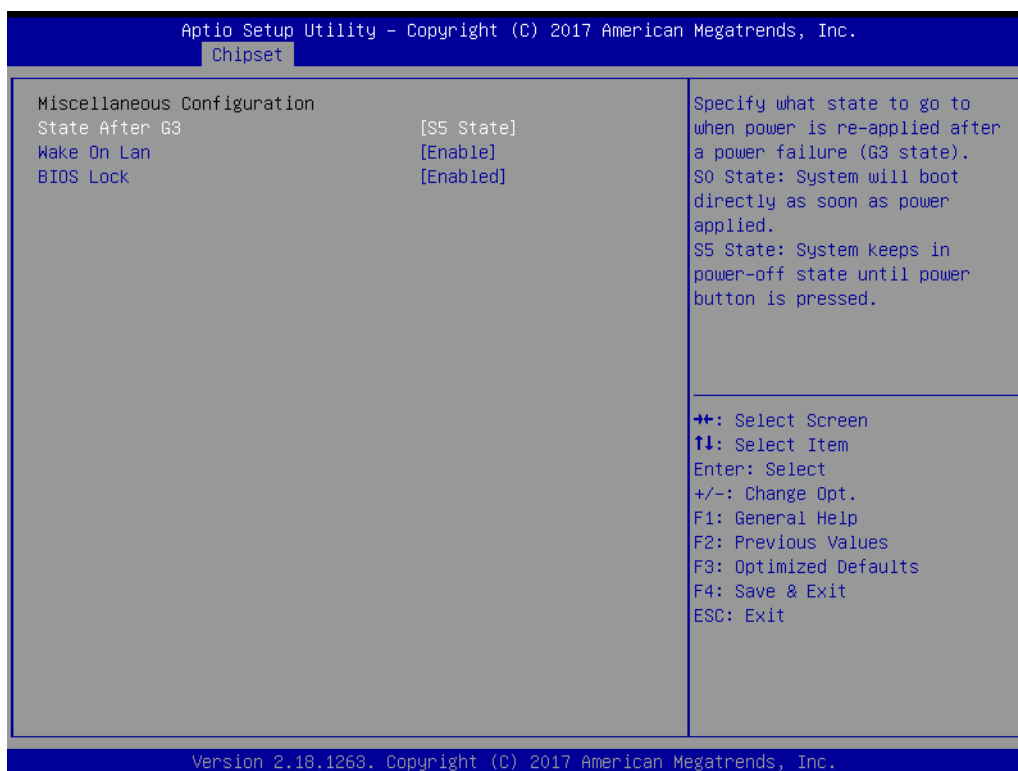 Aptio Setup Utility – Copyright (C) 2017 American Megatrends, Inc.
Chipset
Miscellaneous Configuration
State After G3 [S5 State]
Wake On Lan [Enable]
BIOS Lock [Enabled]
Specify what state to go to
when power is re-applied after
a power failure (G3 state).
S0 State: System will boot
directly as soon as power
applied.
S5 State: System keeps in
power-off state until power
button is pressed.
→←: Select Screen
↑↓: Select Item
Enter: Select
+/-: Change Opt.
F1: General Help
F2: Previous Values
F3: Optimized Defaults
F4: Save & Exit
ESC: Exit
Version 2.18.1263. Copyright (C) 2017 American Megatrends, Inc.